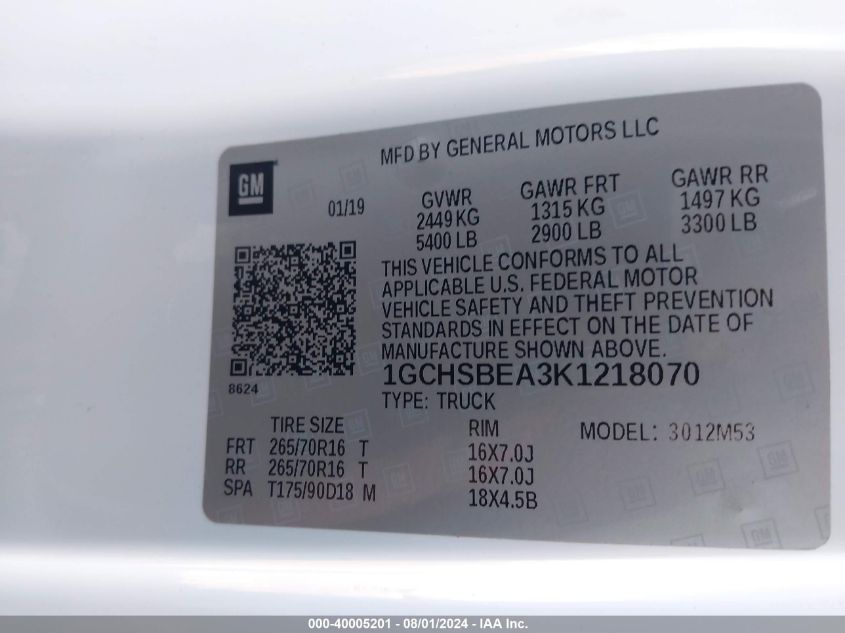 MFD BY GENERAL MOTORS LLC
GM
01/19
GVWR GAWR FRT GAWR RR
2449 KG 1315 KG 1497 KG
5400 LB 2900 LB 3300 LB
THIS VEHICLE CONFORMS TO ALL
APPLICABLE U.S. FEDERAL MOTOR
VEHICLE SAFETY AND THEFT PREVENTION
STANDARDS IN EFFECT ON THE DATE OF
MANUFACTURE SHOWN ABOVE.
8624
1GCHSBEA3K1218070
TYPE: TRUCK
TIRE SIZE RIM MODEL: 3012M53
FRT 265/70R16 T 16X7.0J
RR 265/70R16 T 16X7.0J
SPA T175/90D18 M 18X4.5B
000-40005201 - 08/01/2024 - IAA Inc.